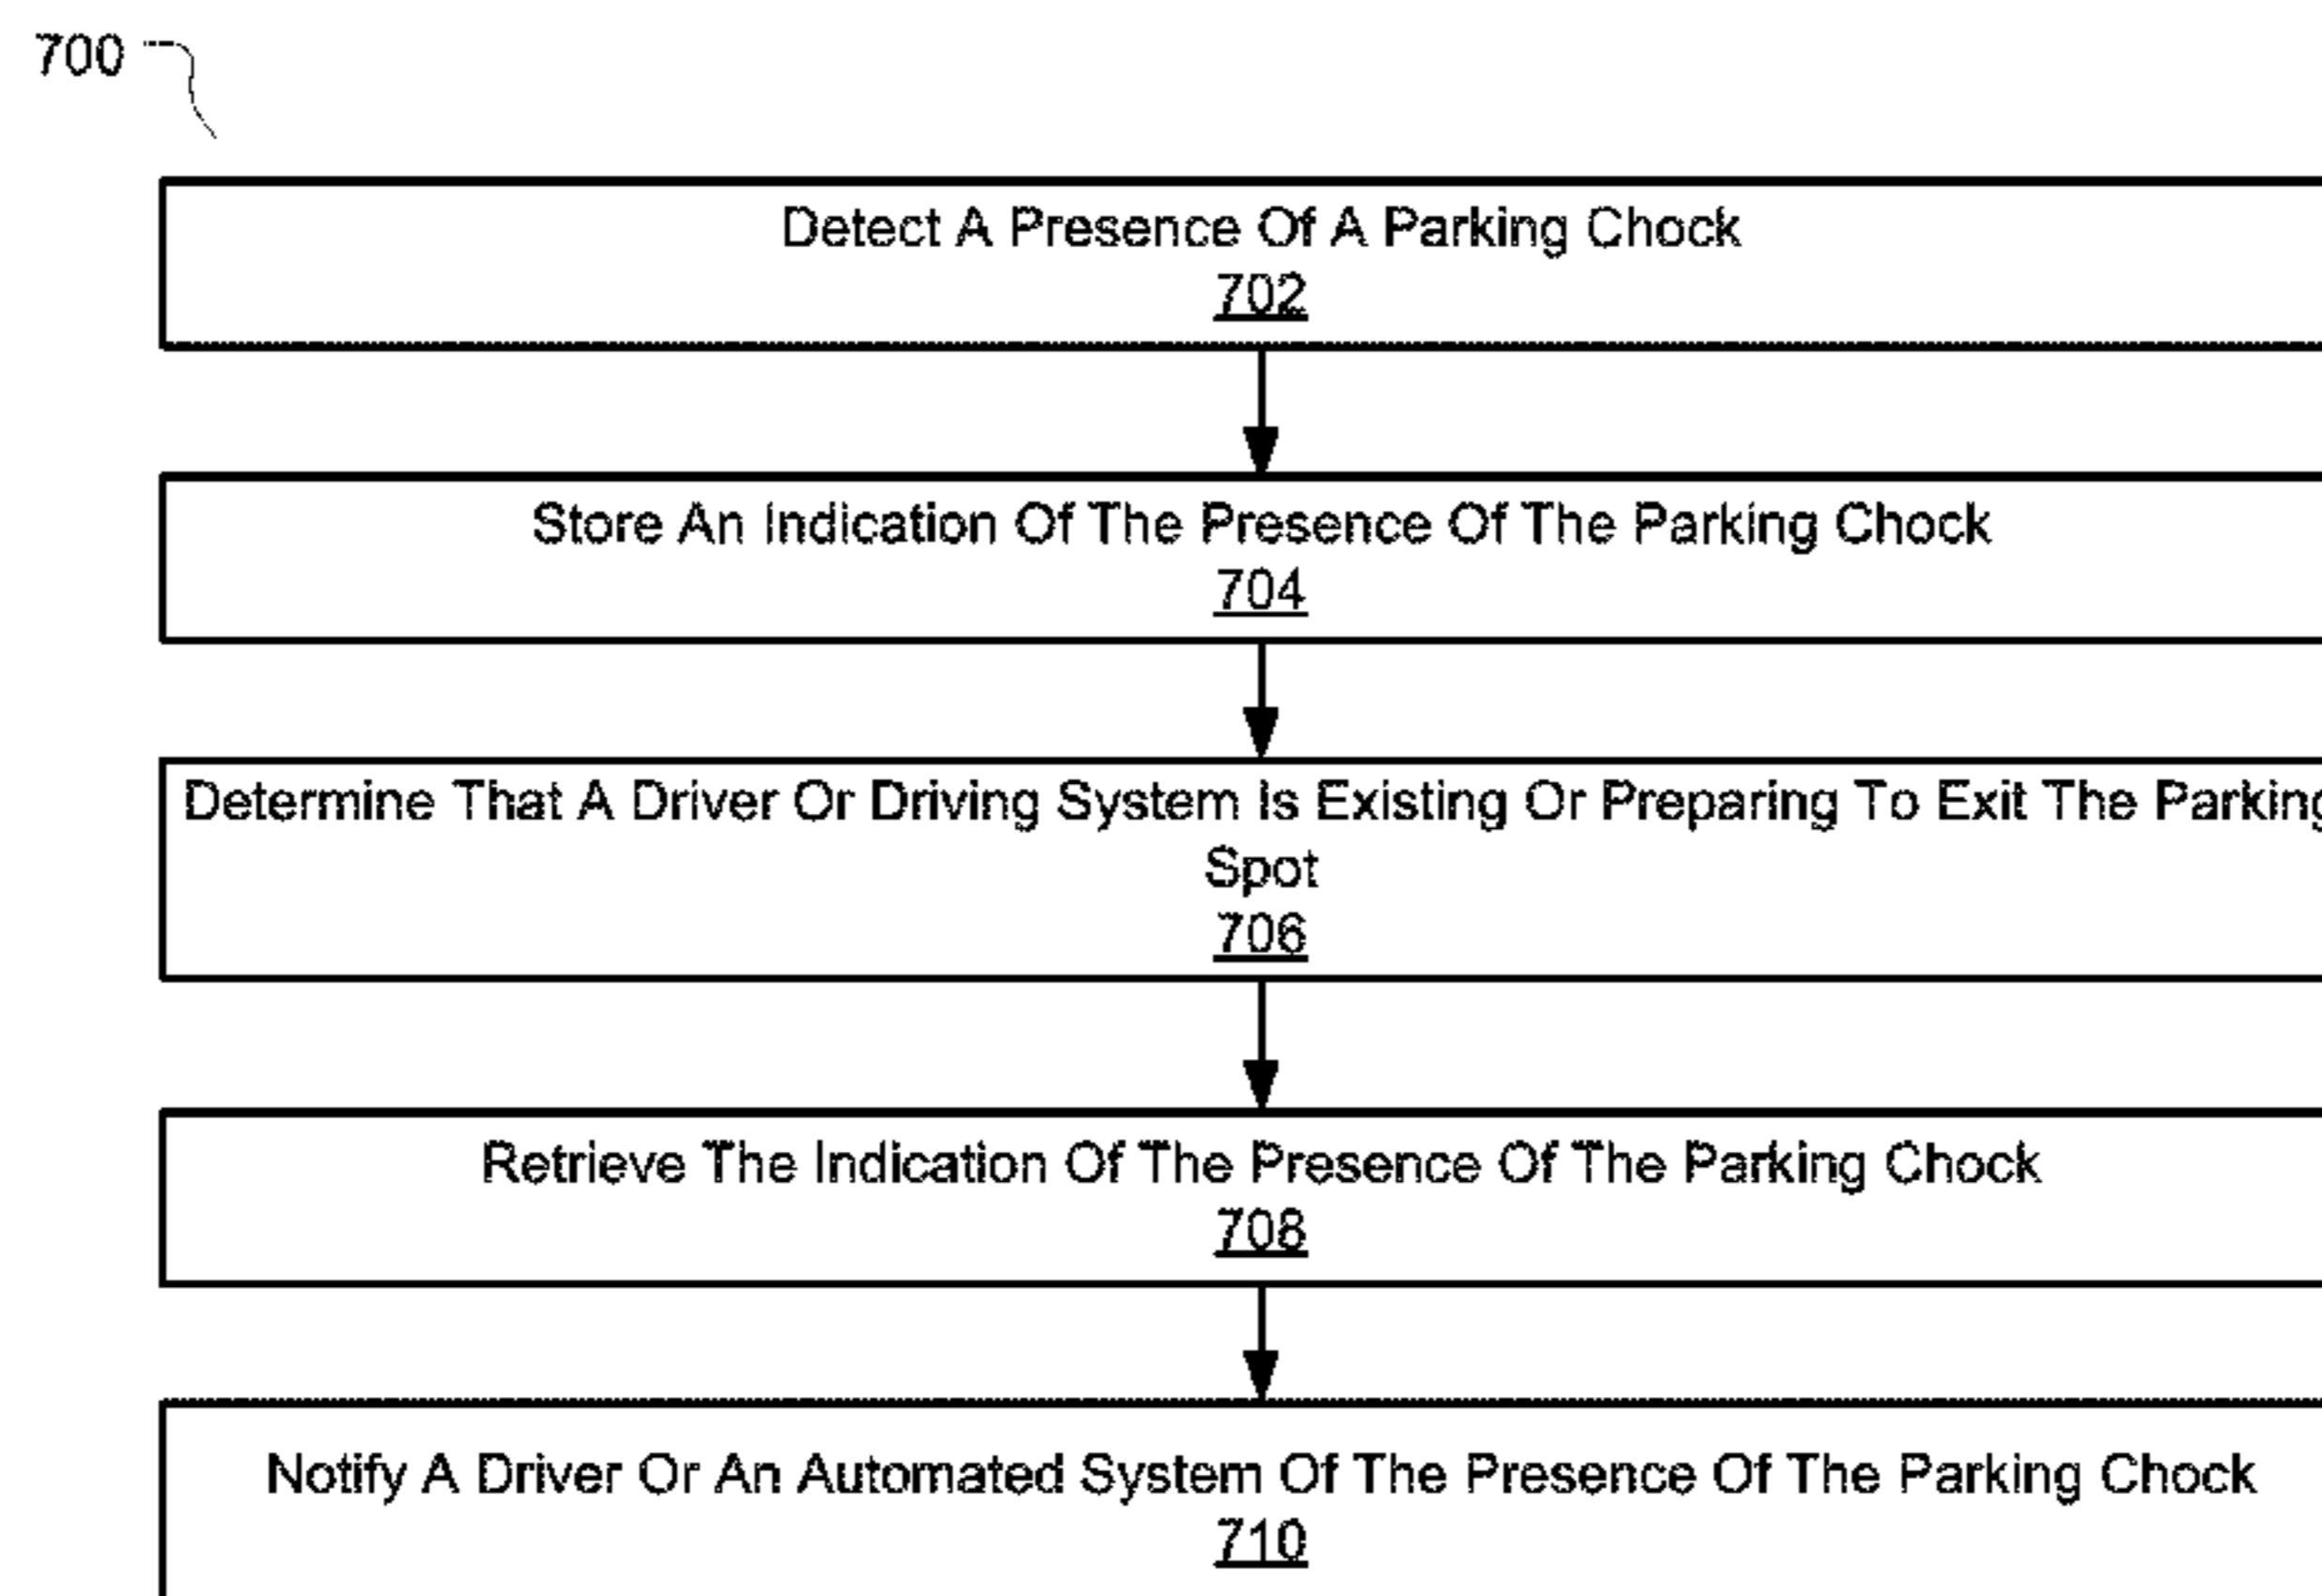 700
Detect A Presence Of A Parking Chock
702
Store An Indication Of The Presence Of The Parking Chock
704
Determine That A Driver Or Driving System Is Existing Or Preparing To Exit The Parking
Spot
706
Retrieve The Indication Of The Presence Of The Parking Chock
708
Notify A Driver Or An Automated System Of The Presence Of The Parking Chock
710